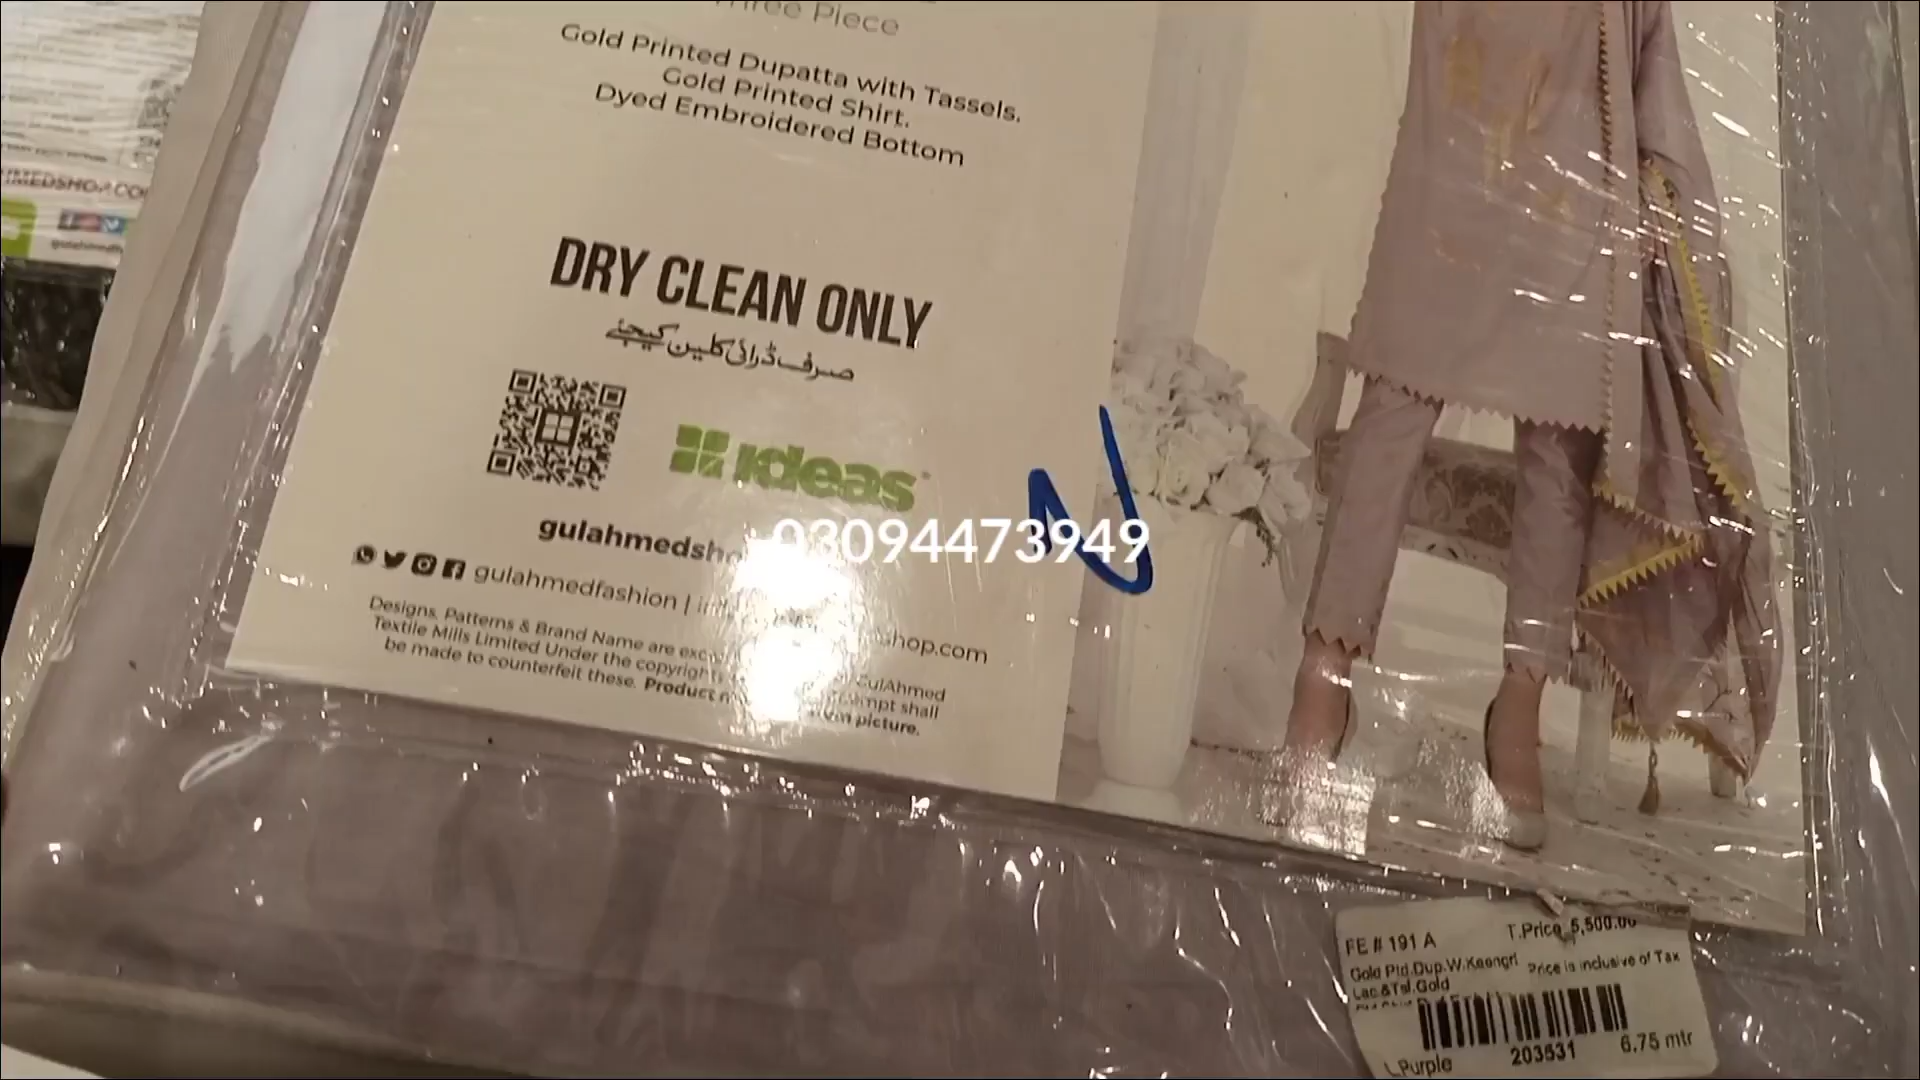 Three Piece
Gold Printed Dupatta with Tassels.
Gold Printed Shirt.
Dyed Embroidered Bottom
DRY CLEAN ONLY
صرف ڈرائی کلین کیجئے
ideas
gulahmedsho
03094473949
gulahmedfashion |
shop.com
Designs, Patterns & Brand Name are GulAhmed
Textile Mills Limited Under the copyright shall
be made to counterfeit these. Product picture.
FE # 191 A
T.Price 5,500.00
Gold Ptd.Dup.W.Keengri
Price is inclusive of Tax
Lac.&Tsl.Gold
203531
6.75 mtr
L.Purple